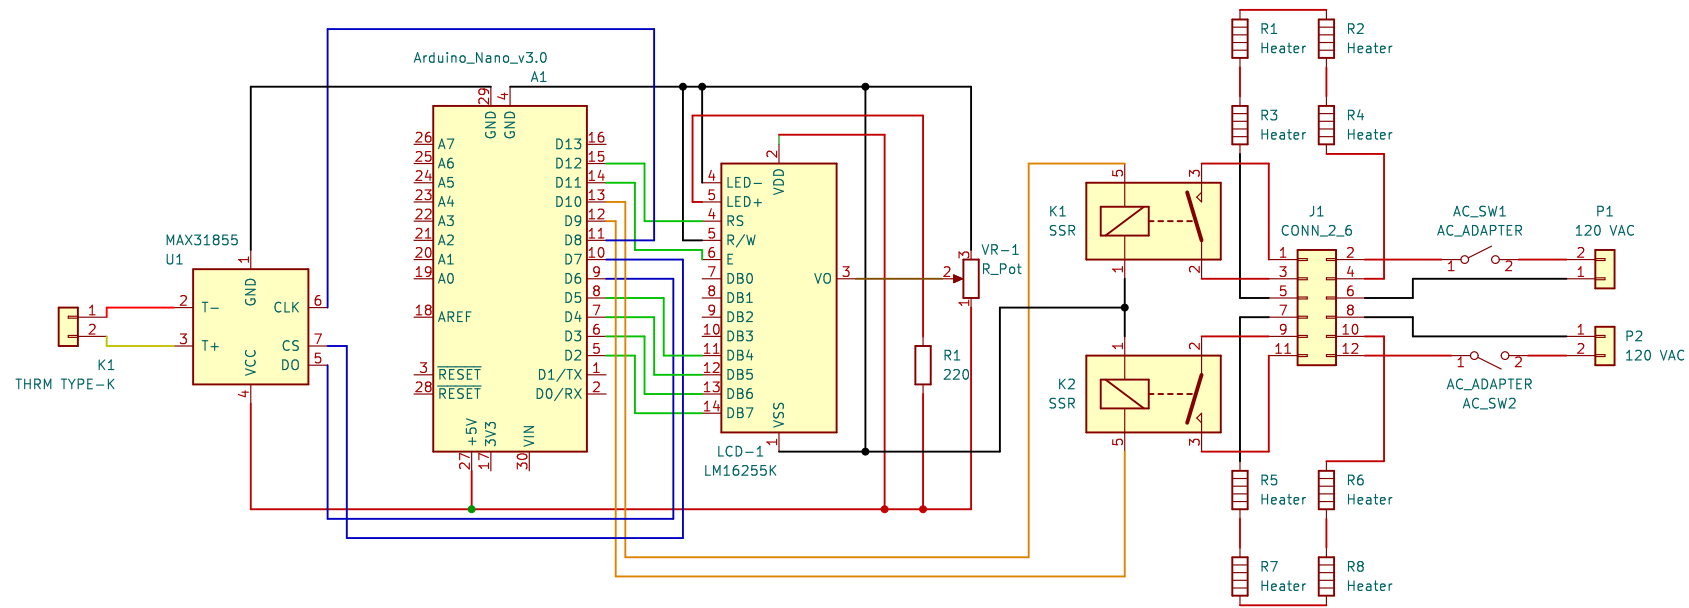 Arduino_Nano_v3.0
A1
29
4
GND
GND
26 A7
25 A6
24 A5
23 A4
22 A3
21 A2
20 A1
19 A0
18 AREF
3 RESET
28 RESET
D13 16
D12 15
D11 14
D10 13
D9 12
D8 11
D7 10
D6 9
D5 8
D4 7
D3 6
D2 5
D1/TX 1
D0/RX 2
+5V
3V3
VIN
27
17
30
MAX31855
U1
1
GND
2 T-
3 T+
CLK 6
CS 7
DO 5
VCC
4
1
2
K1
THRM TYPE-K
2
VDD
4 LED-
5 LED+
4 RS
5 R/W
6 E
7 DB0
8 DB1
9 DB2
10 DB3
11 DB4
12 DB5
13 DB6
14 DB7
VO 3
VSS
1
LCD-1
LM16255K
3
VR-1
R_Pot
2
1
R1
220
K1
SSR
5
3
1
2
K2
SSR
1
2
5
3
R1
Heater
R2
Heater
R3
Heater
R4
Heater
J1
CONN_2_6
1 2
3 4
5 6
7 8
9 10
11 12
AC_SW1
AC_ADAPTER
1 2
P1
120 VAC
2
1
P2
120 VAC
1
2
1 2
AC_ADAPTER
AC_SW2
R5
Heater
R6
Heater
R7
Heater
R8
Heater